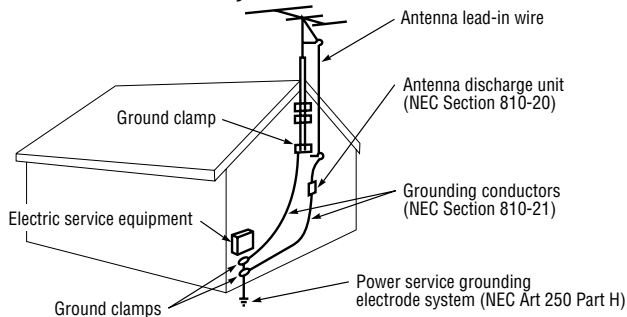 Antenna lead-in wire
Antenna discharge unit
(NEC Section 810-20)
Ground clamp
Grounding conductors
(NEC Section 810-21)
Electric service equipment
Power service grounding
electrode system (NEC Art 250 Part H)
Ground clamps